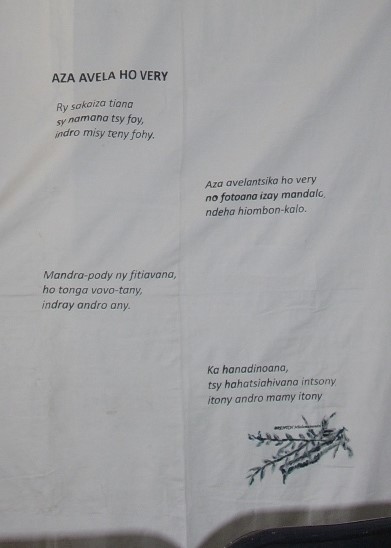 AZA AVELA HO VERY
Ry sakaiza tiana
sy namana tsy foy,
indro misy teny fohy.
Aza avelantsika ho very
no fotoana izay mandalo,
ndeha hiombon-kalo.
Mandra-pody ny fitiavana,
ho tonga vovo-tany,
indray andro any.
Ka hanadinoana,
tsy hahatsiahivana intsony
itony andro mamy itony